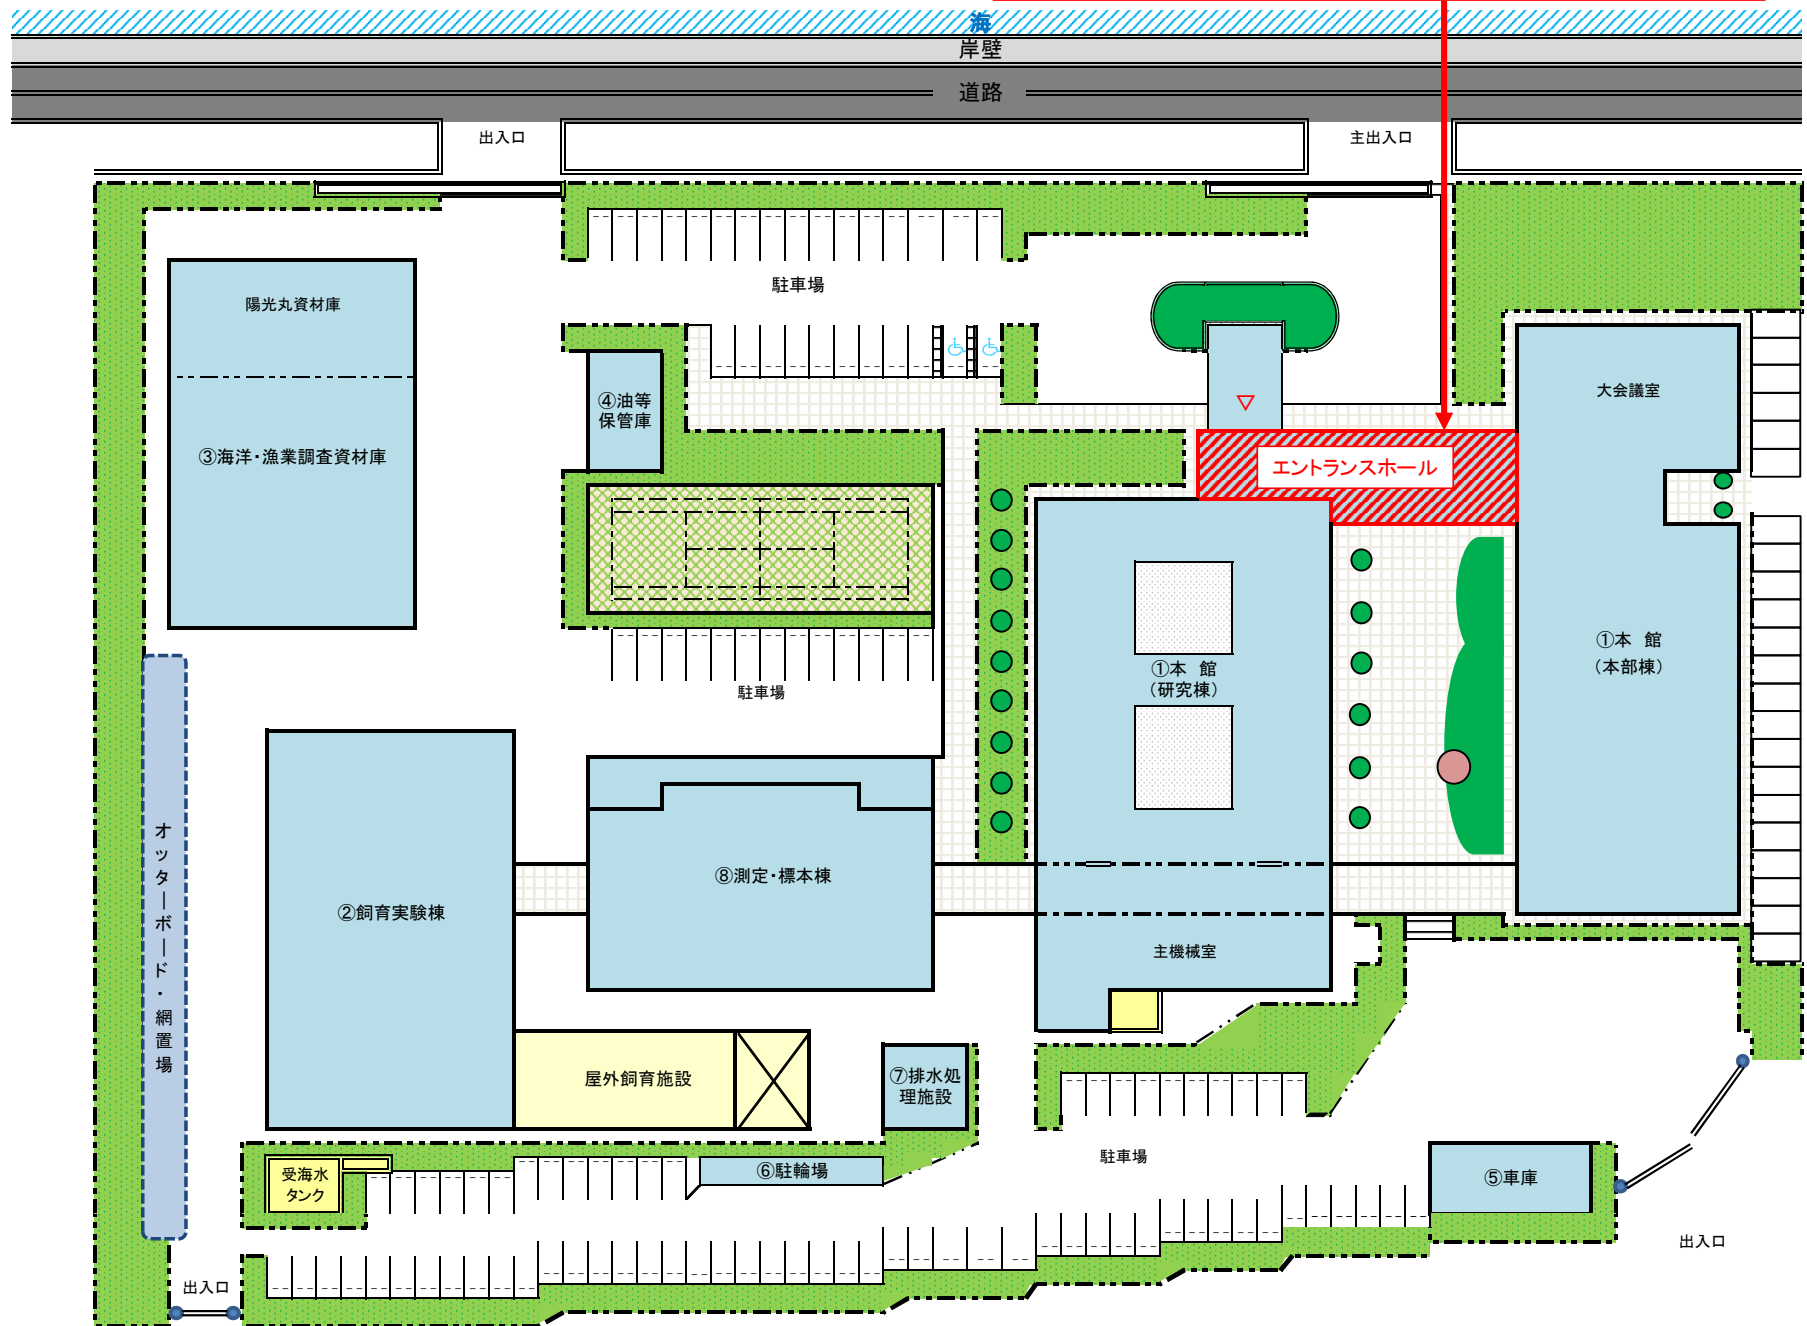 海
岸壁
道路
出入口
主出入口
駐車場
陽光丸資材庫
④油等
保管庫
大会議室
▽
③海洋・漁業調査資材庫
エントランスホール
①本　館
（研究棟）
①本　館
（本部棟）
駐車場
オッターボード・網置場
②飼育実験棟
⑧測定・標本棟
主機械室
屋外飼育施設
⑦排水処
理施設
駐車場
受海水
タンク
⑥駐輪場
⑤車庫
出入口
出入口